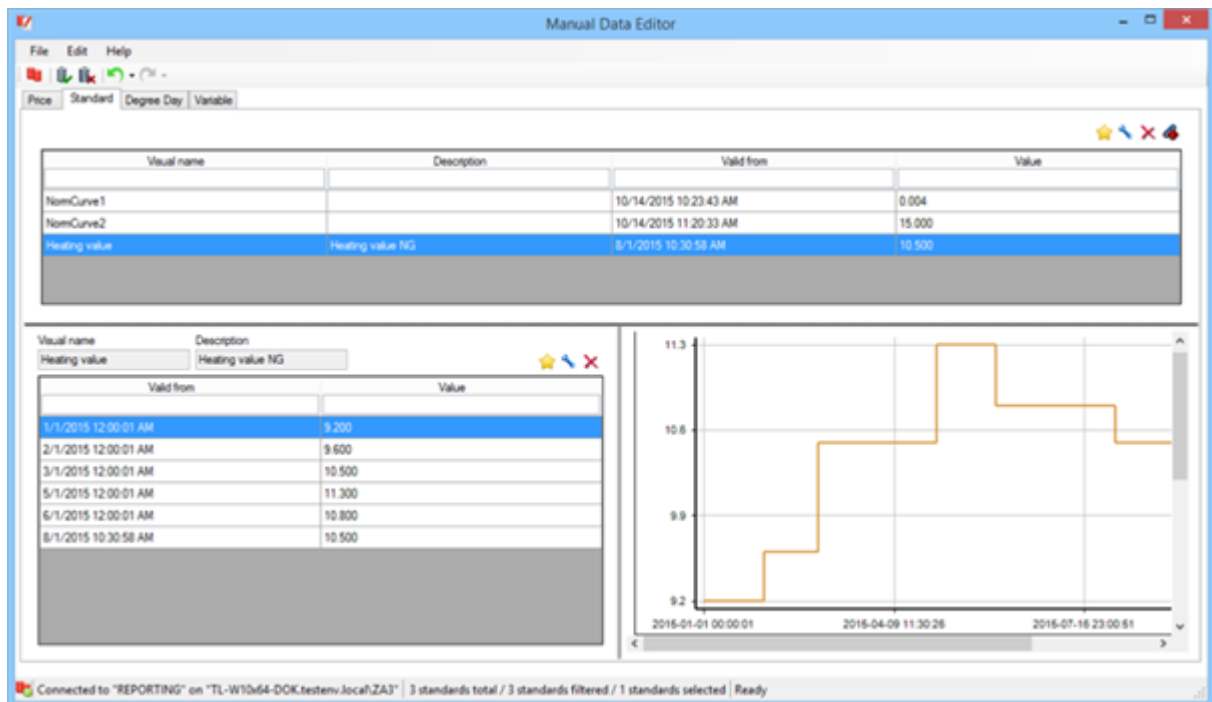 Manual Data Editor
File Edit Help
Price Standard Degree Day Variable
Visual name Description Valid from Value
NormCurve1 10/14/2015 10:23:43 AM 0.004
NormCurve2 10/14/2015 11:20:33 AM 15.000
Heating value Heating value NG 8/1/2015 10:30:58 AM 10.500
Visual name Description
Heating value Heating value NG
Valid from Value
1/1/2015 12:00:01 AM 9.200
2/1/2015 12:00:01 AM 9.600
3/1/2015 12:00:01 AM 10.500
5/1/2015 12:00:01 AM 11.300
6/1/2015 12:00:01 AM 10.800
8/1/2015 10:30:58 AM 10.500
11.3
10.6
9.9
9.2
2015-01-01 00:00:01 2015-04-09 11:30:26 2015-07-16 23:00:51
Connected to "REPORTING" on "TL-W10x64-DOK.testenv.local\ZA3" 3 standards total / 3 standards filtered / 1 standards selected Ready